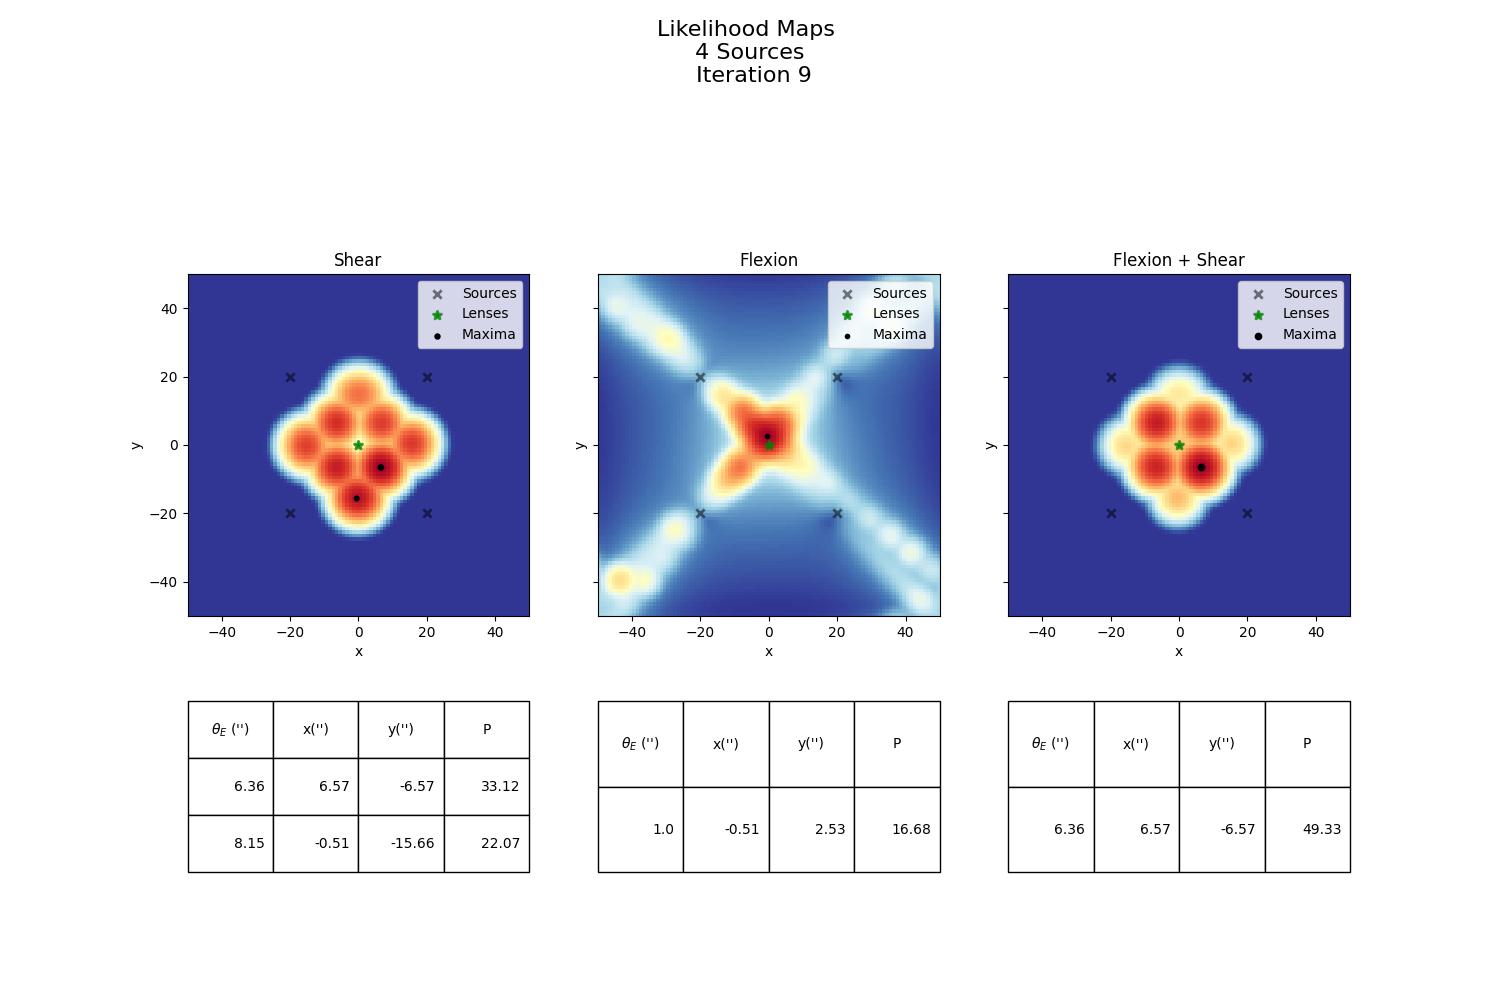 Likelihood Maps
4 Sources
Iteration 9
Shear
Sources
Lenses
Maxima
40
20
0
−20
−40
y
−40 −20 0 20 40
x
Flexion
Sources
Lenses
Maxima
y
−40 −20 0 20 40
x
Flexion + Shear
Sources
Lenses
Maxima
y
−40 −20 0 20 40
x
θE ('') x('') y('') P
6.36 6.57 -6.57 33.12
8.15 -0.51 -15.66 22.07
θE ('') x('') y('') P
1.0 -0.51 2.53 16.68
θE ('') x('') y('') P
6.36 6.57 -6.57 49.33